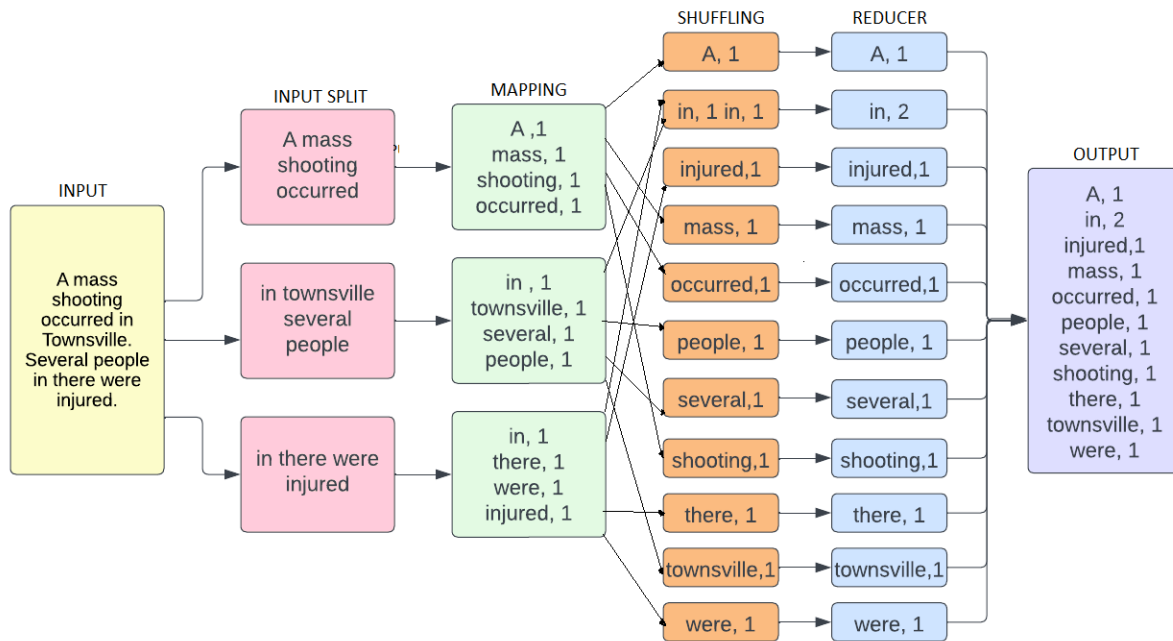 INPUT
A mass
shooting
occurred in
Townsville.
Several people
in there were
injured.
INPUT SPLIT
A mass
shooting
occurred
in townsville
several
people
in there were
injured
MAPPING
A ,1
mass, 1
shooting, 1
occurred, 1
in , 1
townsville, 1
several, 1
people, 1
in, 1
there, 1
were, 1
injured, 1
SHUFFLING
A, 1
in, 1 in, 1
injured,1
mass, 1
occurred,1
people, 1
several,1
shooting,1
there, 1
townsville,1
were, 1
REDUCER
A, 1
in, 2
injured,1
mass, 1
occurred,1
people, 1
several,1
shooting,1
there, 1
townsville,1
were, 1
OUTPUT
A, 1
in, 2
injured,1
mass, 1
occurred, 1
people, 1
several, 1
shooting, 1
there, 1
townsville, 1
were, 1